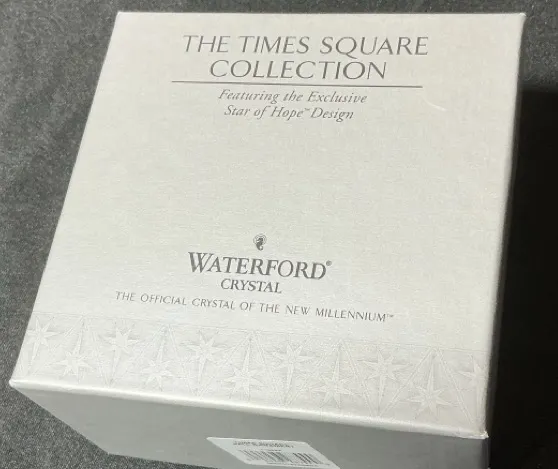 THE TIMES SQUARE
COLLECTION
Featuring the Exclusive
Star of Hope™ Design
WATERFORD®
CRYSTAL
THE OFFICIAL CRYSTAL OF THE NEW MILLENNIUM™